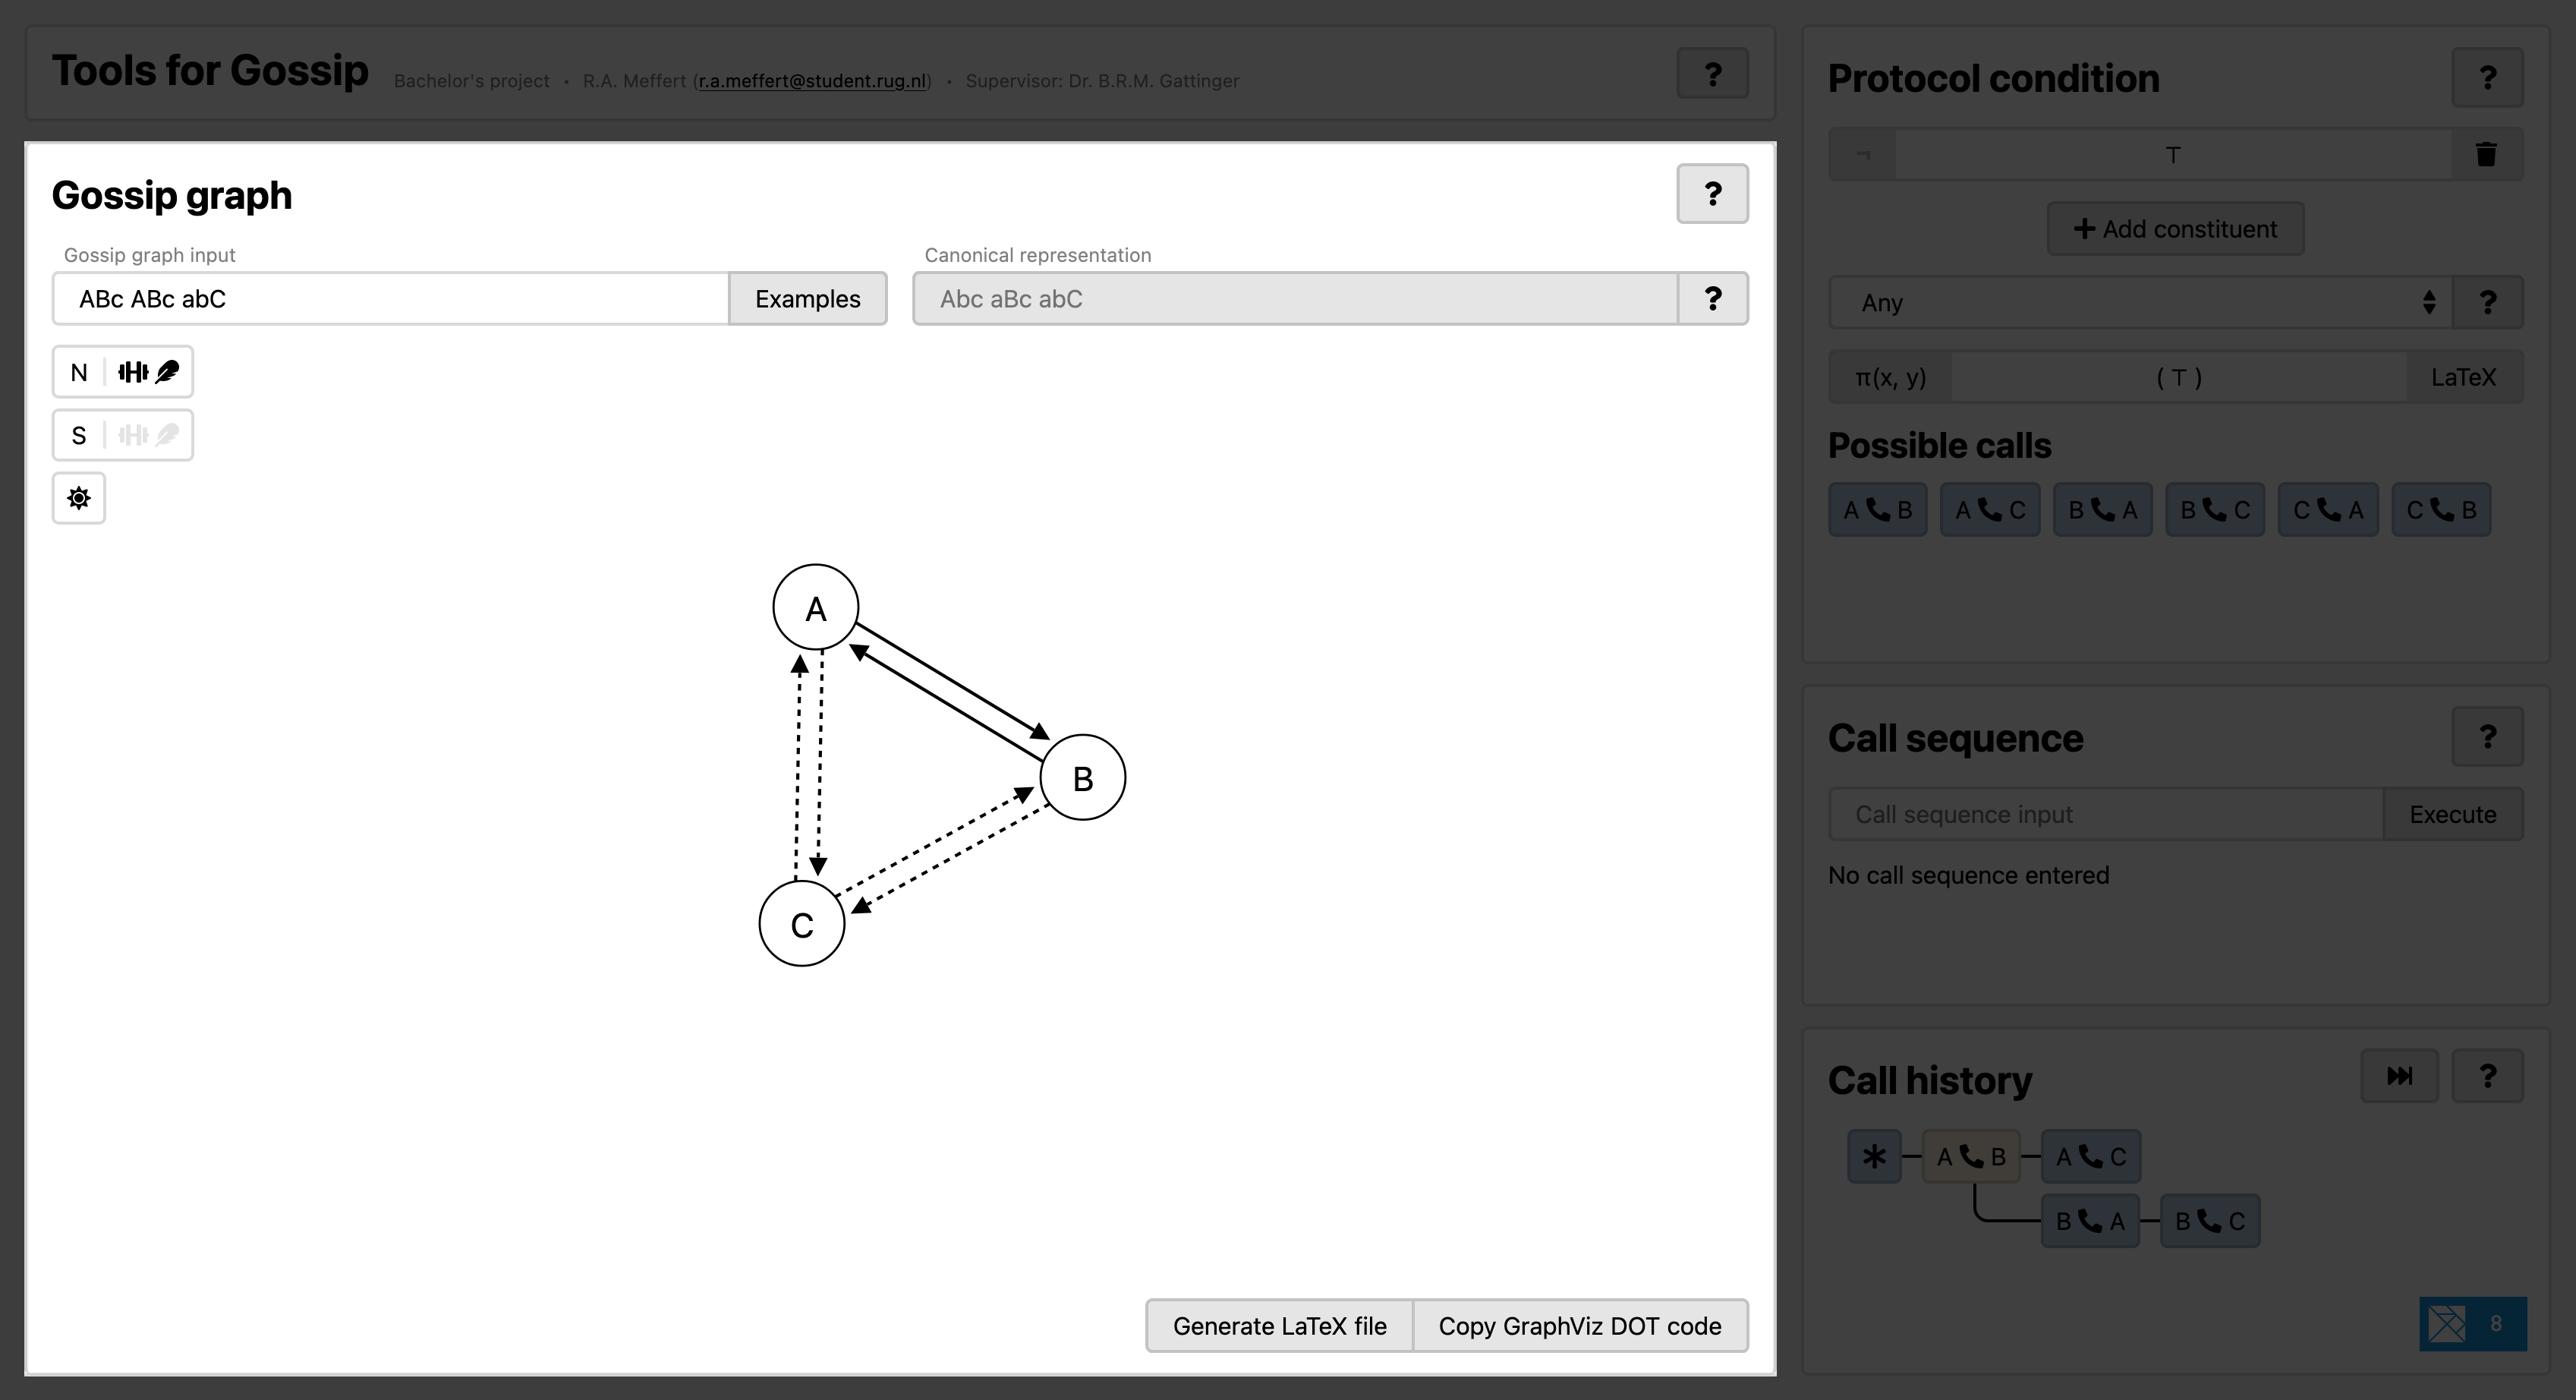 Tools for Gossip Bachelor's project • R.A. Meffert (r.a.meffert@student.rug.nl) • Supervisor: Dr. B.R.M. Gattinger ?
Gossip graph ?
Gossip graph input
ABc ABc abC Examples
Canonical representation
Abc aBc abC ?
N
S
A
B
C
Generate LaTeX file Copy GraphViz DOT code
Protocol condition ?
¬ ⊤
+ Add constituent
Any ?
π(x, y) ( ⊤ ) LaTeX
Possible calls
A B A C B A B C C A C B
Call sequence ?
Call sequence input Execute
No call sequence entered
Call history ?
* A B A C
B A B C
8